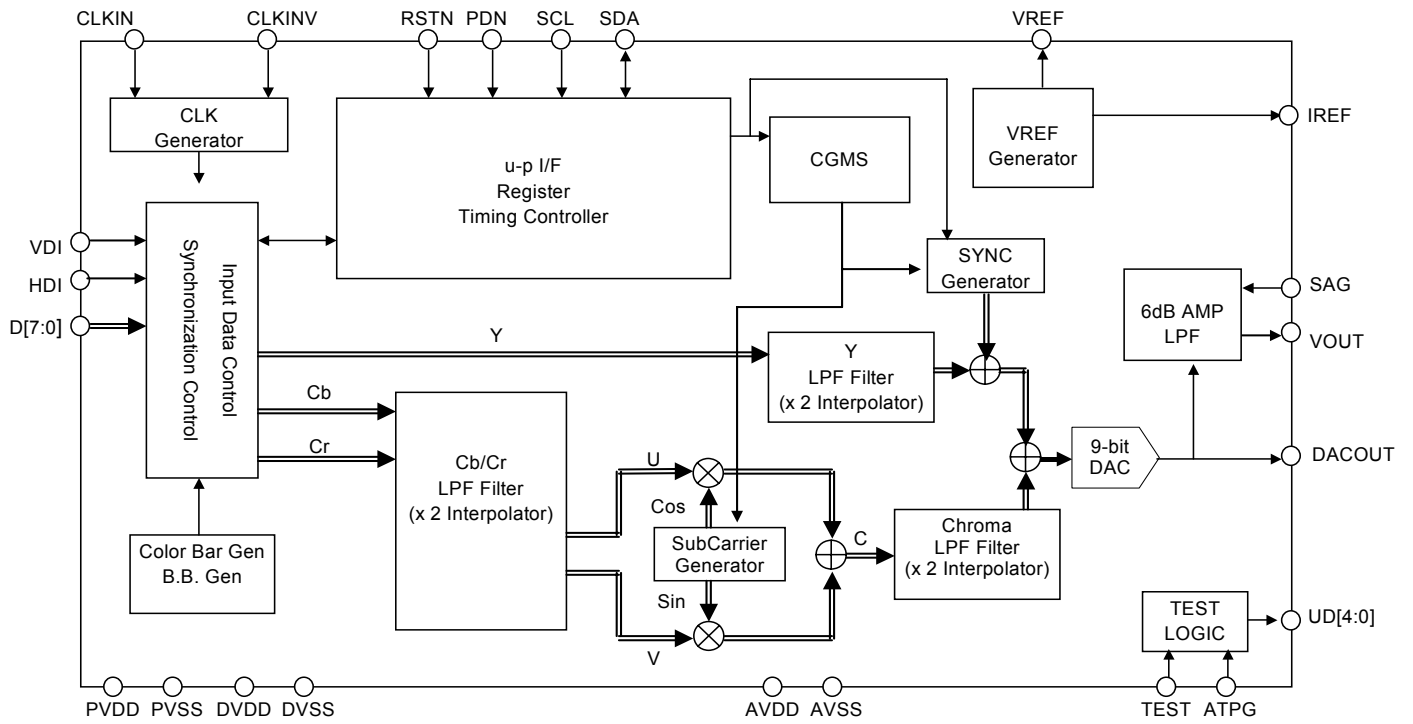 CLKIN
CLKINV
RSTN
PDN
SCL
SDA
VREF
CLK
Generator
u-p I/F
Register
Timing Controller
CGMS
VREF
Generator
IREF
VDI
HDI
D[7:0]
Input Data Control
Synchronization Control
SYNC
Generator
6dB AMP
LPF
SAG
VOUT
Y
Y
LPF Filter
(x 2 Interpolator)
Cb
Cr
Cb/Cr
LPF Filter
(x 2 Interpolator)
U
Cos
SubCarrier
Generator
Sin
V
C
Chroma
LPF Filter
(x 2 Interpolator)
9-bit
DAC
DACOUT
Color Bar Gen
B.B. Gen
TEST
LOGIC
UD[4:0]
PVDD
PVSS
DVDD
DVSS
AVDD
AVSS
TEST
ATPG